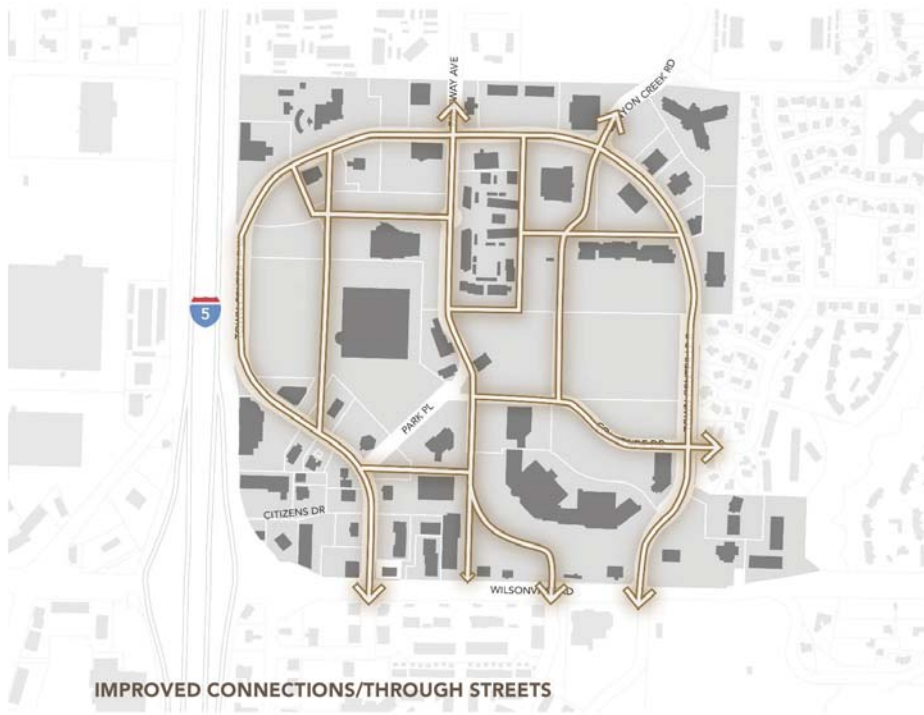 WAY AVE
YON CREEK RD
5
PARK PL
CITIZENS DR
WILSONV
RD
IMPROVED CONNECTIONS/THROUGH STREETS